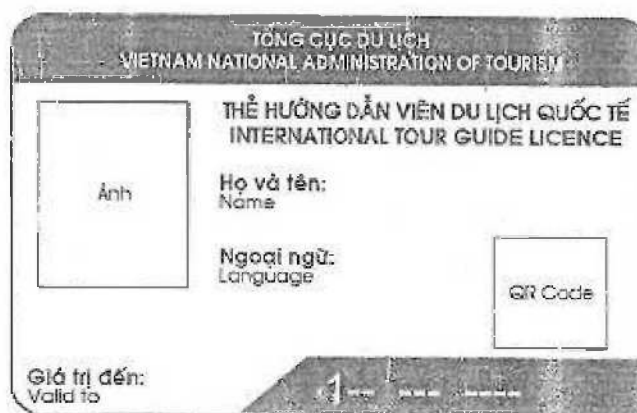 TỔNG CỤC DU LỊCH
VIETNAM NATIONAL ADMINISTRATION OF TOURISM
THẺ HƯỚNG DẪN VIÊN DU LỊCH QUỐC TẾ
INTERNATIONAL TOUR GUIDE LICENCE
Ảnh
Họ và tên:
Name
Ngoại ngữ:
Language
QR Code
Giá trị đến:
Valid to
1-- --- ----